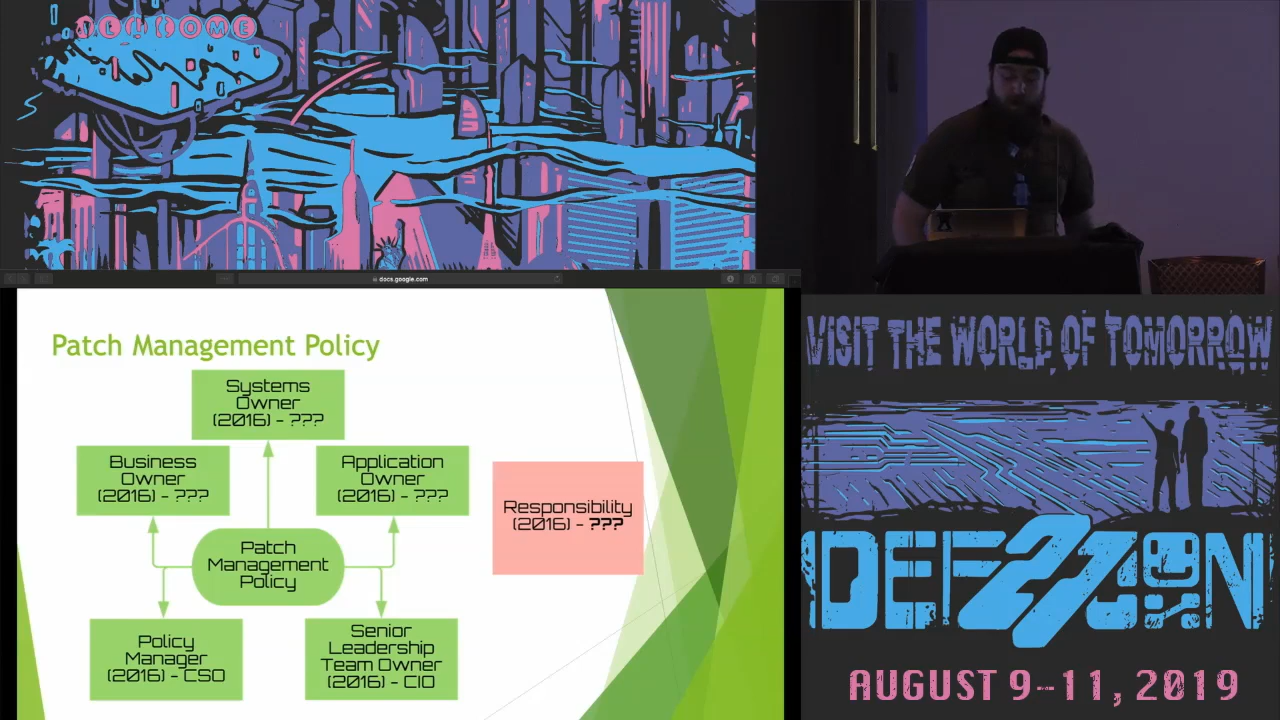 WELCOME
docs.google.com
Patch Management Policy
Systems
Owner
(2016) - ???
Business
Owner
(2016) - ???
Application
Owner
(2016) - ???
Responsibility
(2016) - ???
Patch
Management
Policy
Policy
Manager
(2016) - CSO
Senior
Leadership
Team Owner
(2016) - CIO
VISIT THE WORLD OF TOMORROW
DEF27CON
AUGUST 9-11, 2019